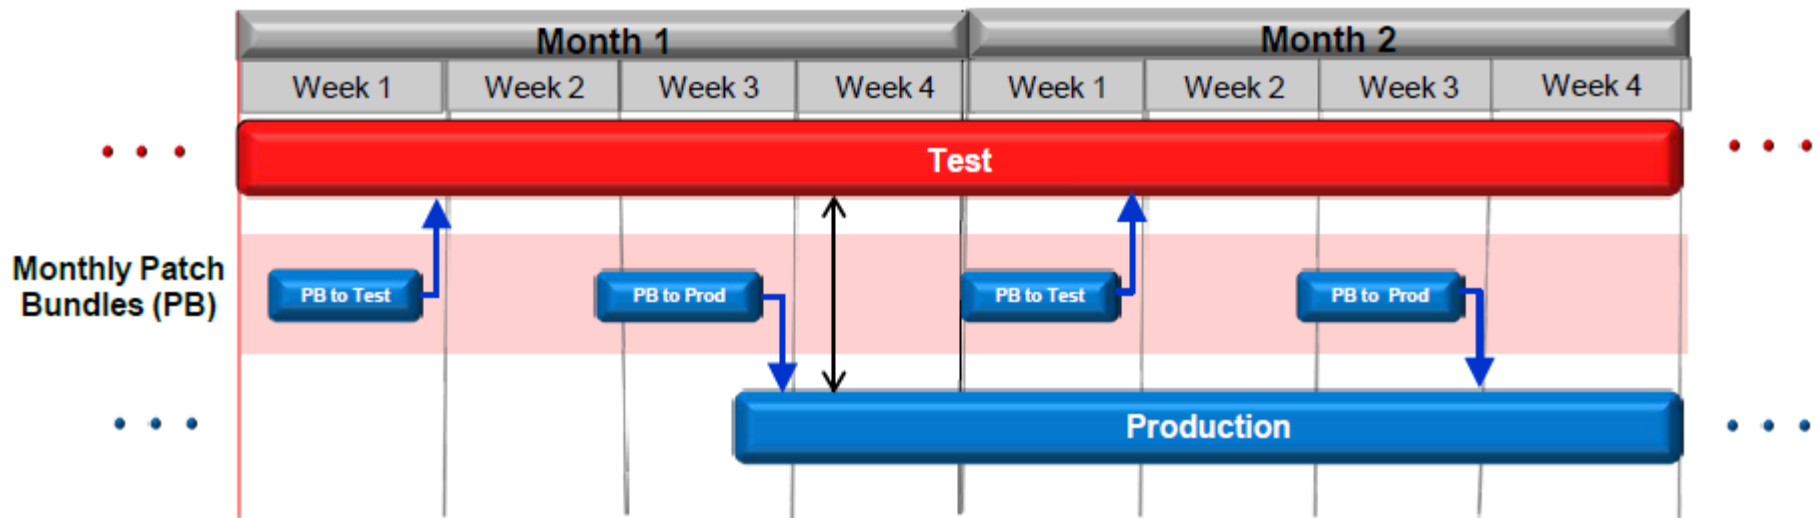 Month 1
Month 2
Week 1
Week 2
Week 3
Week 4
Week 1
Week 2
Week 3
Week 4
Test
Monthly Patch
Bundles (PB)
PB to Test
PB to Prod
PB to Test
PB to Prod
Production